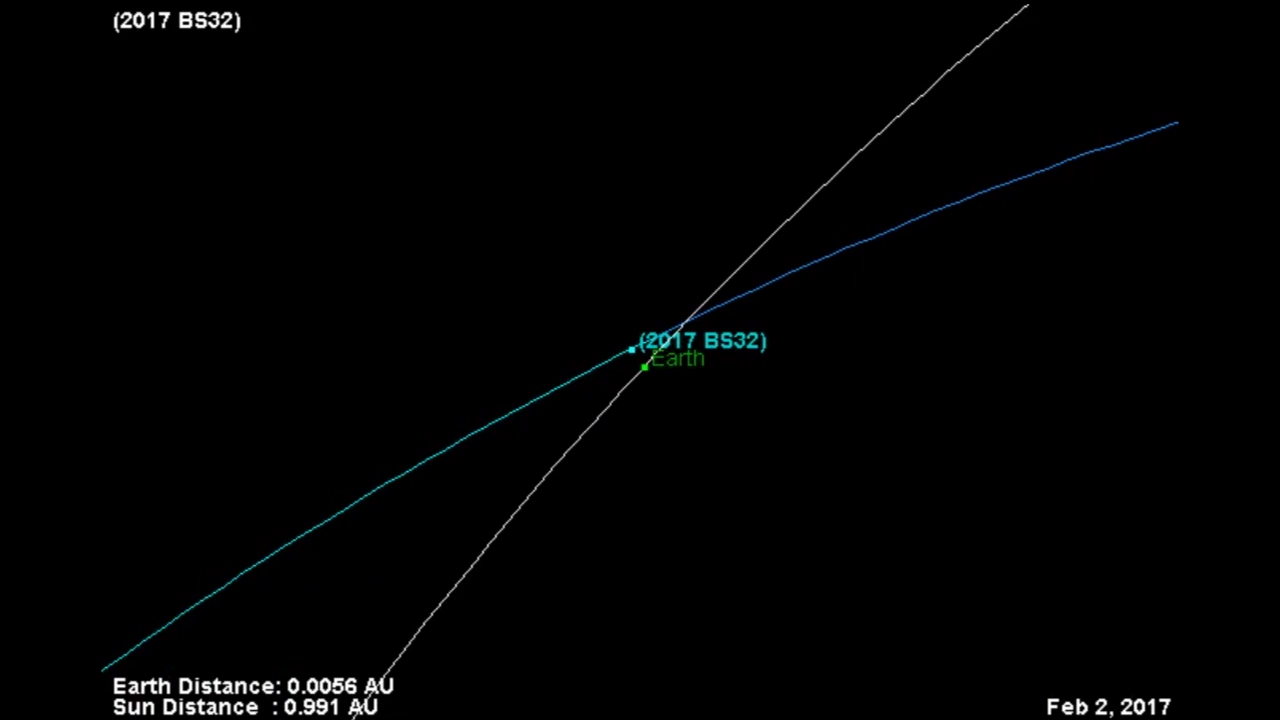 (2017 BS32)
(2017 BS32)
Earth
Earth Distance: 0.0056 AU
Sun Distance  : 0.991 AU
Feb 2, 2017